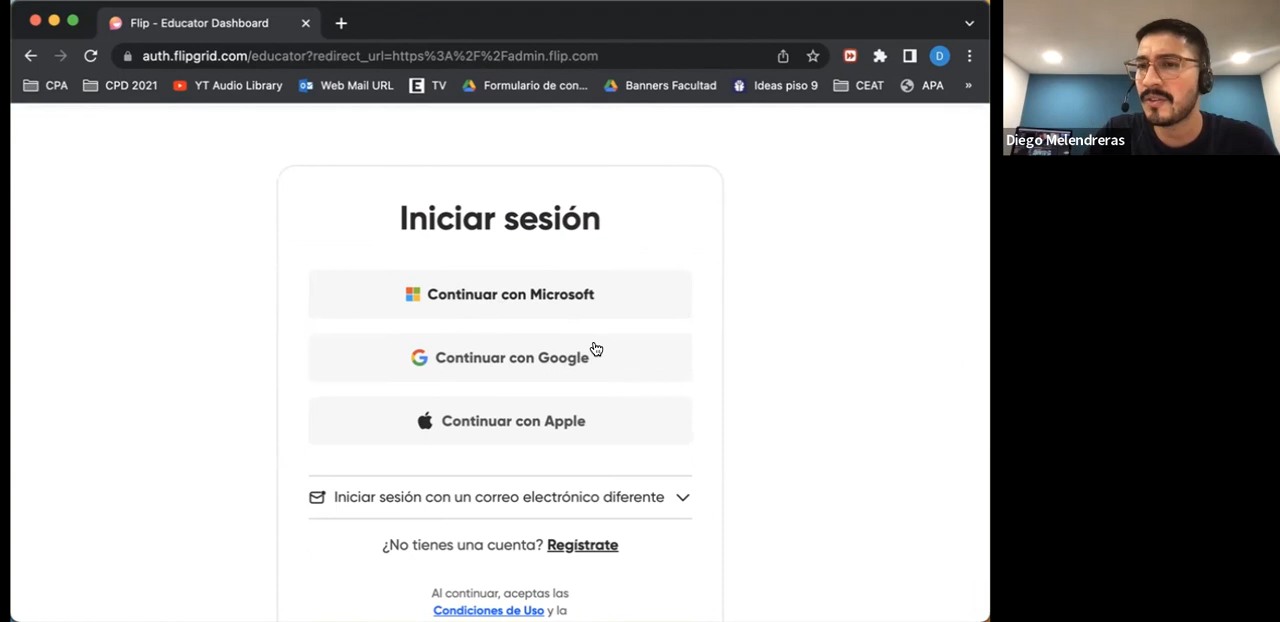 Flip - Educator Dashboard
auth.flipgrid.com/educator?redirect_url=https%3A%2F%2Fadmin.flip.com
D
CPA
CPD 2021
YT Audio Library
Web Mail URL
E
TV
Formulario de con...
Banners Facultad
Ideas piso 9
CEAT
APA
»
Iniciar sesión
Continuar con Microsoft
G
Continuar con Google
Continuar con Apple
Iniciar sesión con un correo electrónico diferente
¿No tienes una cuenta? Regístrate
Al continuar, aceptas las
Condiciones de Uso y la
Diego Melendreras